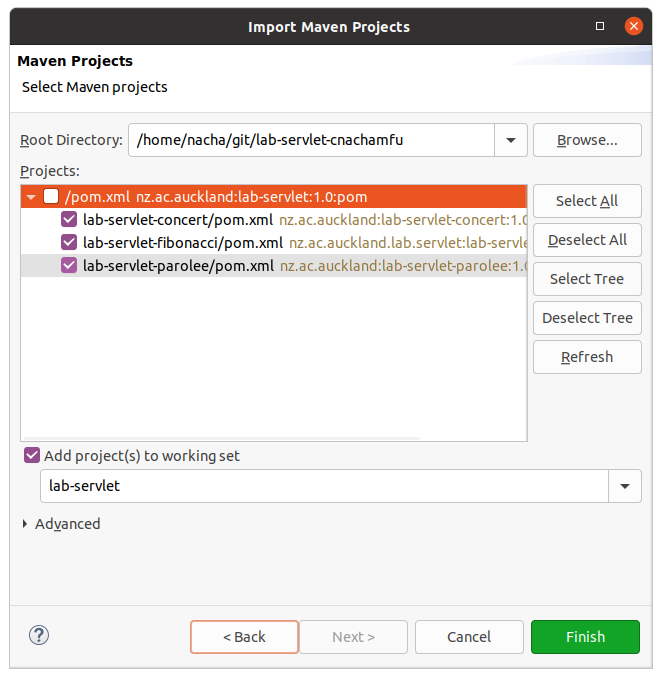 Import Maven Projects
Maven Projects
Select Maven projects
Root Directory: /home/nacha/git/lab-servlet-cnachamfu Browse...
Projects:
/pom.xml nz.ac.auckland:lab-servlet:1.0:pom
lab-servlet-concert/pom.xml nz.ac.auckland:lab-servlet-concert:1.0
lab-servlet-fibonacci/pom.xml nz.ac.auckland.lab.servlet:lab-servle
lab-servlet-parolee/pom.xml nz.ac.auckland:lab-servlet-parolee:1.0
Select All
Deselect All
Select Tree
Deselect Tree
Refresh
Add project(s) to working set
lab-servlet
Advanced
? < Back Next > Cancel Finish